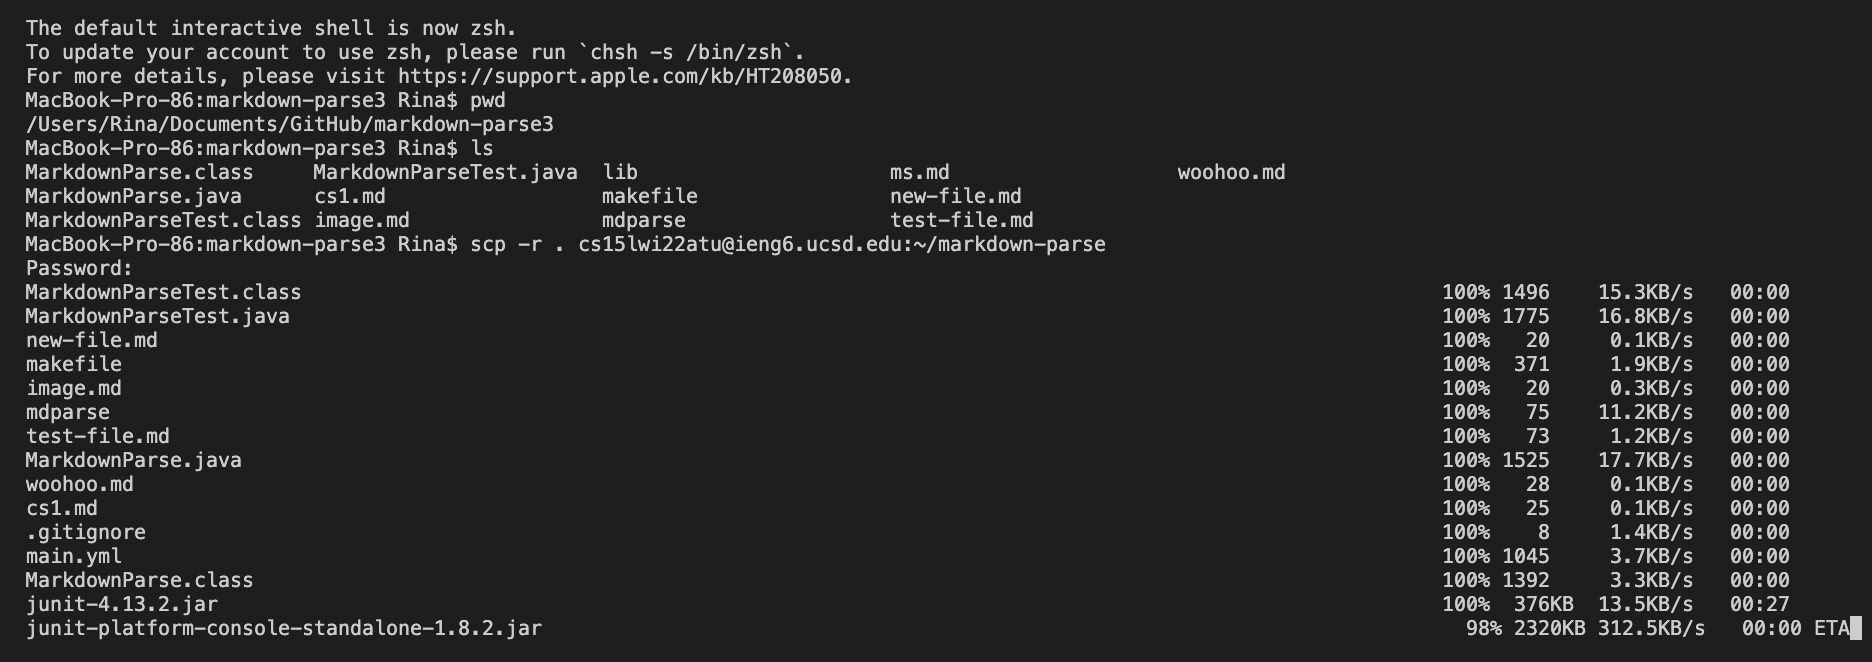 The default interactive shell is now zsh.
To update your account to use zsh, please run `chsh -s /bin/zsh`.
For more details, please visit https://support.apple.com/kb/HT208050.
MacBook-Pro-86:markdown-parse3 Rina$ pwd
/Users/Rina/Documents/GitHub/markdown-parse3
MacBook-Pro-86:markdown-parse3 Rina$ ls
MarkdownParse.class     MarkdownParseTest.java  lib                     ms.md                   woohoo.md
MarkdownParse.java      cs1.md                  makefile                new-file.md
MarkdownParseTest.class image.md                mdparse                 test-file.md
MacBook-Pro-86:markdown-parse3 Rina$ scp -r . cs15lwi22atu@ieng6.ucsd.edu:~/markdown-parse
Password:
MarkdownParseTest.class 100% 1496 15.3KB/s 00:00
MarkdownParseTest.java 100% 1775 16.8KB/s 00:00
new-file.md 100% 20 0.1KB/s 00:00
makefile 100% 371 1.9KB/s 00:00
image.md 100% 20 0.3KB/s 00:00
mdparse 100% 75 11.2KB/s 00:00
test-file.md 100% 73 1.2KB/s 00:00
MarkdownParse.java 100% 1525 17.7KB/s 00:00
woohoo.md 100% 28 0.1KB/s 00:00
cs1.md 100% 25 0.1KB/s 00:00
.gitignore 100% 8 1.4KB/s 00:00
main.yml 100% 1045 3.7KB/s 00:00
MarkdownParse.class 100% 1392 3.3KB/s 00:00
junit-4.13.2.jar 100% 376KB 13.5KB/s 00:27
junit-platform-console-standalone-1.8.2.jar 98% 2320KB 312.5KB/s 00:00 ETA